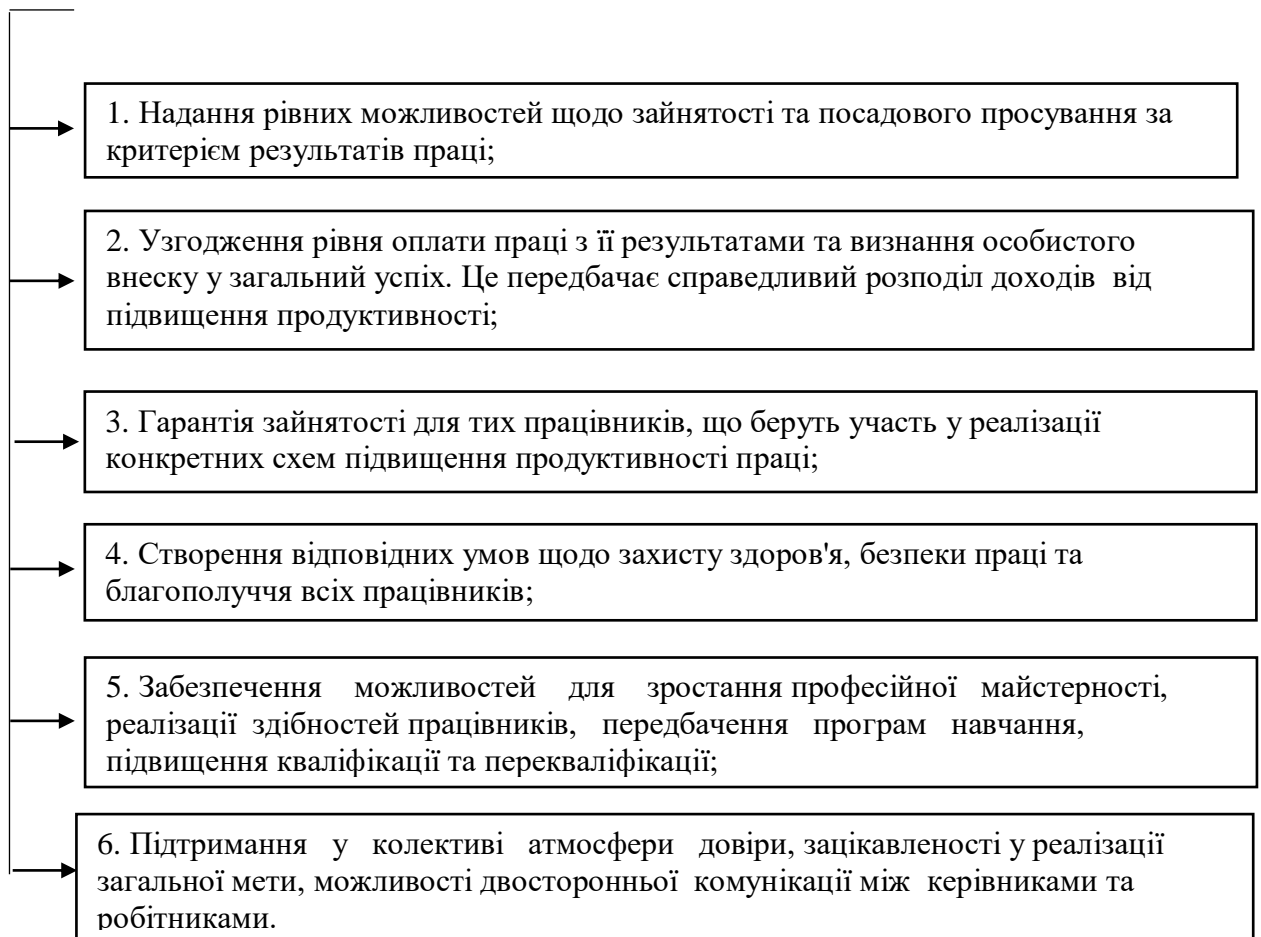 1. Надання рівних можливостей щодо зайнятості та посадового просування за
критерієм результатів праці;
2. Узгодження рівня оплати праці з її результатами та визнання особистого
внеску у загальний успіх. Це передбачає справедливий розподіл доходів від
підвищення продуктивності;
3. Гарантія зайнятості для тих працівників, що беруть участь у реалізації
конкретних схем підвищення продуктивності праці;
4. Створення відповідних умов щодо захисту здоров'я, безпеки праці та
благополуччя всіх працівників;
5. Забезпечення можливостей для зростання професійної майстерності,
реалізації здібностей працівників, передбачення програм навчання,
підвищення кваліфікації та перекваліфікації;
6. Підтримання у колективі атмосфери довіри, зацікавленості у реалізації
загальної мети, можливості двосторонньої комунікації між керівниками та
робітниками.